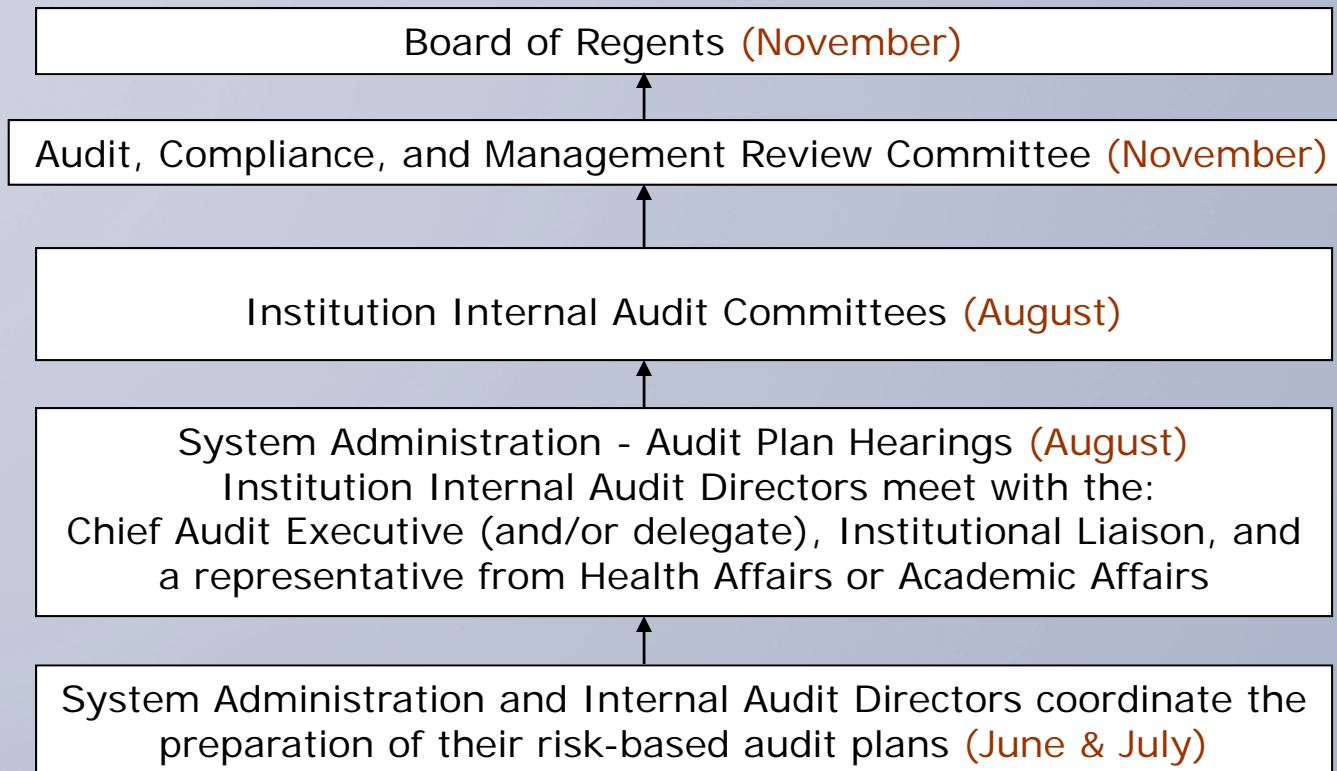 Board of Regents (November)
Audit, Compliance, and Management Review Committee (November)
Institution Internal Audit Committees (August)
System Administration - Audit Plan Hearings (August)
Institution Internal Audit Directors meet with the:
Chief Audit Executive (and/or delegate), Institutional Liaison, and
a representative from Health Affairs or Academic Affairs
System Administration and Internal Audit Directors coordinate the
preparation of their risk-based audit plans (June & July)